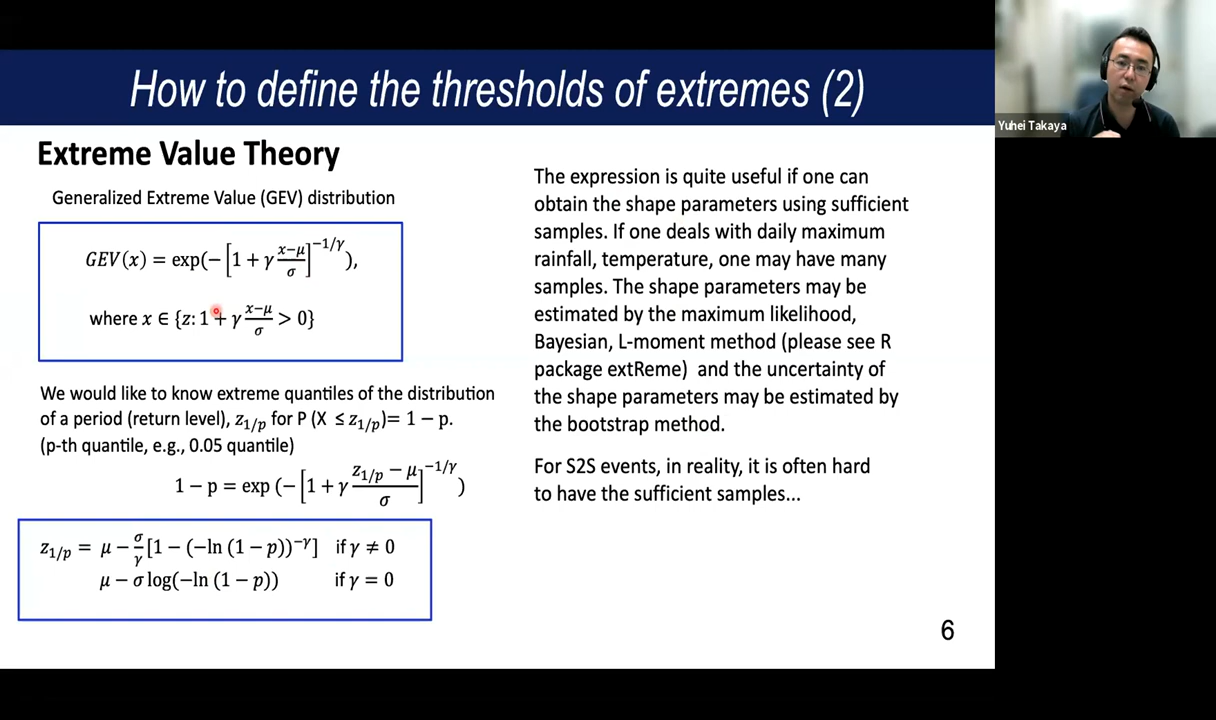 How to define the thresholds of extremes (2)
Yuhei Takaya
Extreme Value Theory
Generalized Extreme Value (GEV) distribution
GEV(x) = exp(− [1 + γ (x−μ)/σ]^(−1/γ)),
where x ∈ {z: 1 + γ (x−μ)/σ > 0}
We would like to know extreme quantiles of the distribution
of a period (return level), z_(1/p) for P (X ≤ z_(1/p))= 1 − p.
(p-th quantile, e.g., 0.05 quantile)
1 − p = exp (− [1 + γ (z_(1/p) − μ)/σ]^(−1/γ) )
z_(1/p) = μ − σ/γ [1 − (−ln (1 − p))^(−γ)] if γ ≠ 0
μ − σ log(−ln (1 − p)) if γ = 0
The expression is quite useful if one can
obtain the shape parameters using sufficient
samples. If one deals with daily maximum
rainfall, temperature, one may have many
samples. The shape parameters may be
estimated by the maximum likelihood,
Bayesian, L-moment method (please see R
package extReme) and the uncertainty of
the shape parameters may be estimated by
the bootstrap method.
For S2S events, in reality, it is often hard
to have the sufficient samples...
6